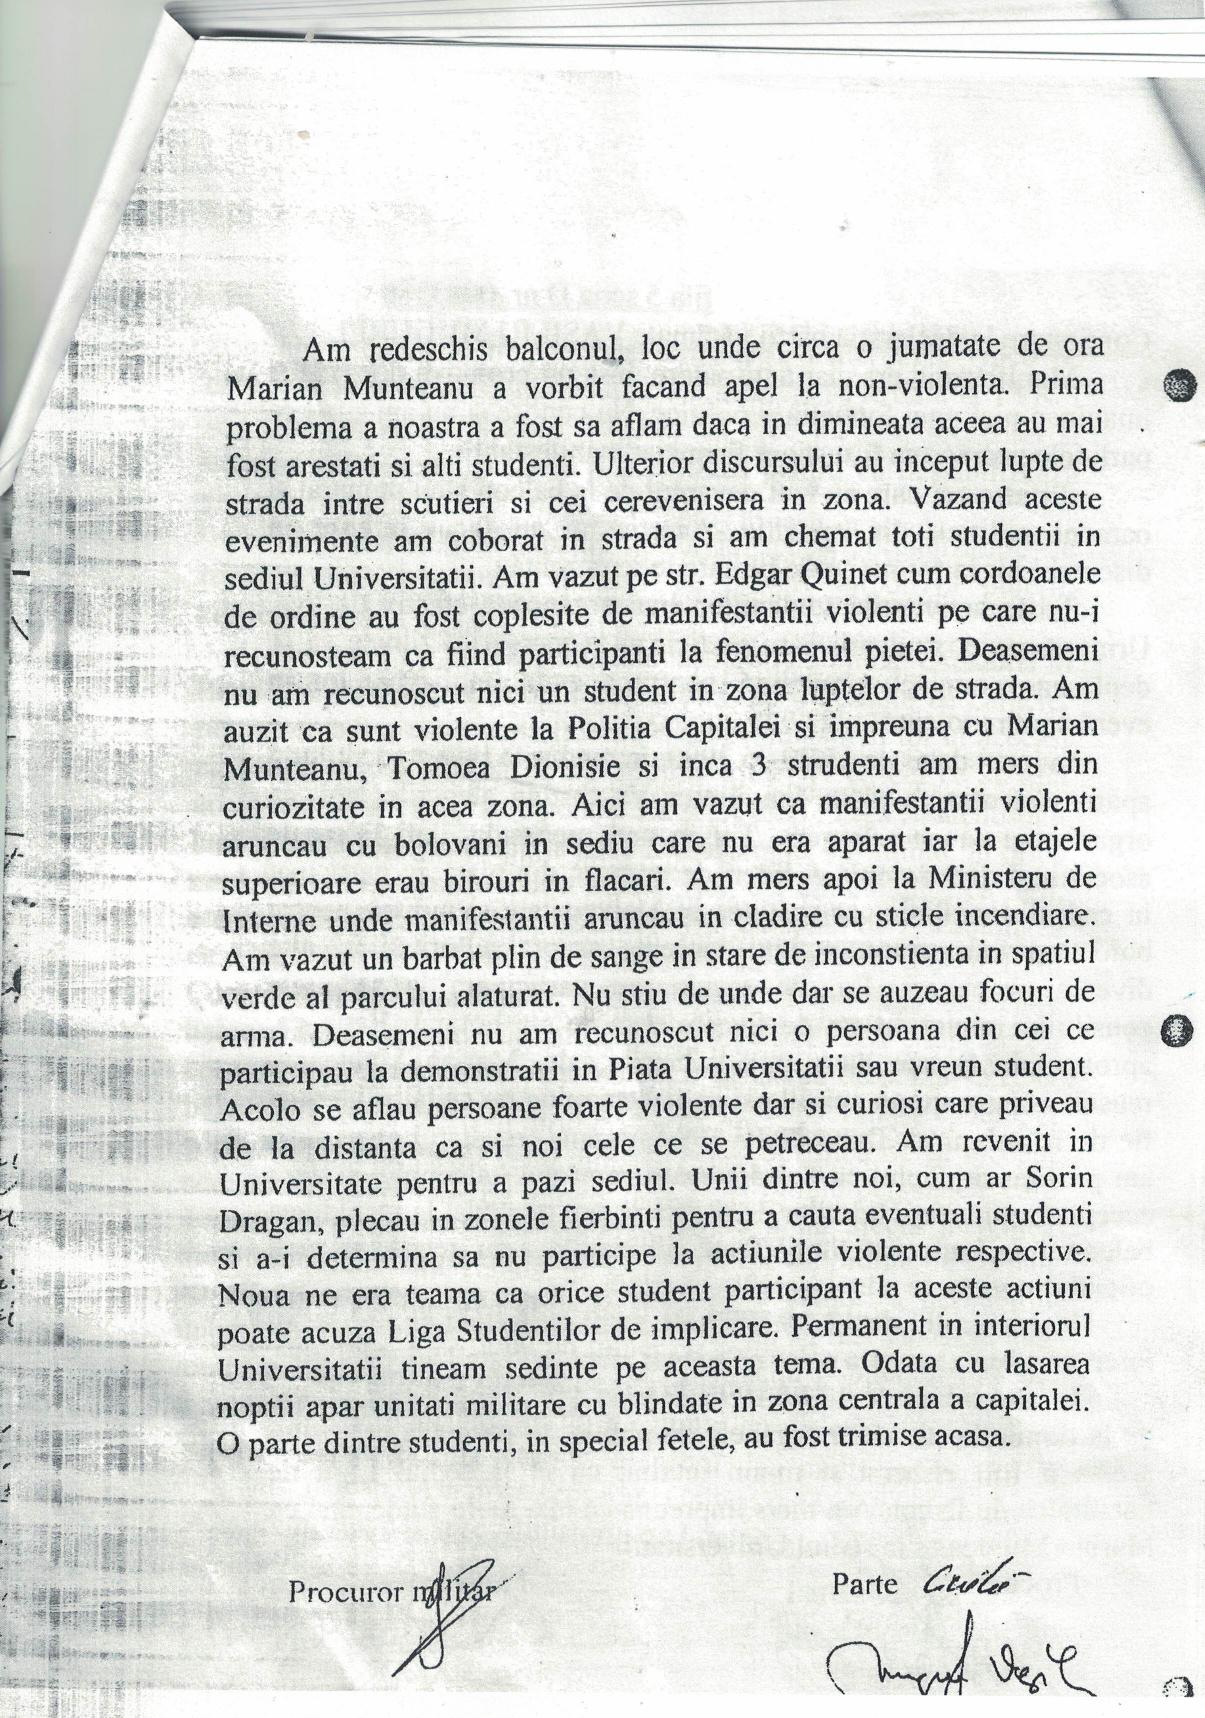 Am redeschis balconul, loc unde circa o jumatate de ora
Marian Munteanu a vorbit facand apel la non-violenta. Prima
problema a noastra a fost sa aflam daca in dimineata aceea au mai
fost arestati si alti studenti. Ulterior discursului au inceput lupte de
strada intre scutieri si cei cerevenisera in zona. Vazand aceste
evenimente am coborat in strada si am chemat toti studentii in
sediul Universitatii. Am vazut pe str. Edgar Quinet cum cordoanele
de ordine au fost coplesite de manifestantii violenti pe care nu-i
recunosteam ca fiind participanti la fenomenul pietei. Deasemeni
nu am recunoscut nici un student in zona luptelor de strada. Am
auzit ca sunt violente la Politia Capitalei si impreuna cu Marian
Munteanu, Tomoea Dionisie si inca 3 strudenti am mers din
curiozitate in acea zona. Aici am vazut ca manifestantii violenti
aruncau cu bolovani in sediu care nu era aparat iar la etajele
superioare erau birouri in flacari. Am mers apoi la Ministeru de
Interne unde manifestantii aruncau in cladire cu sticle incendiare.
Am vazut un barbat plin de sange in stare de inconstienta in spatiul
verde al parcului alaturat. Nu stiu de unde dar se auzeau focuri de
arma. Deasemeni nu am recunoscut nici o persoana din cei ce
participau la demonstratii in Piata Universitatii sau vreun student.
Acolo se aflau persoane foarte violente dar si curiosi care priveau
de la distanta ca si noi cele ce se petreceau. Am revenit in
Universitate pentru a pazi sediul. Unii dintre noi, cum ar Sorin
Dragan, plecau in zonele fierbinti pentru a cauta eventuali studenti
si a-i determina sa nu participe la actiunile violente respective.
Noua ne era teama ca orice student participant la aceste actiuni
poate acuza Liga Studentilor de implicare. Permanent in interiorul
Universitatii tineam sedinte pe aceasta tema. Odata cu lasarea
noptii apar unitati militare cu blindate in zona centrala a capitalei.
O parte dintre studenti, in special fetele, au fost trimise acasa.
Procuror militar
Parte